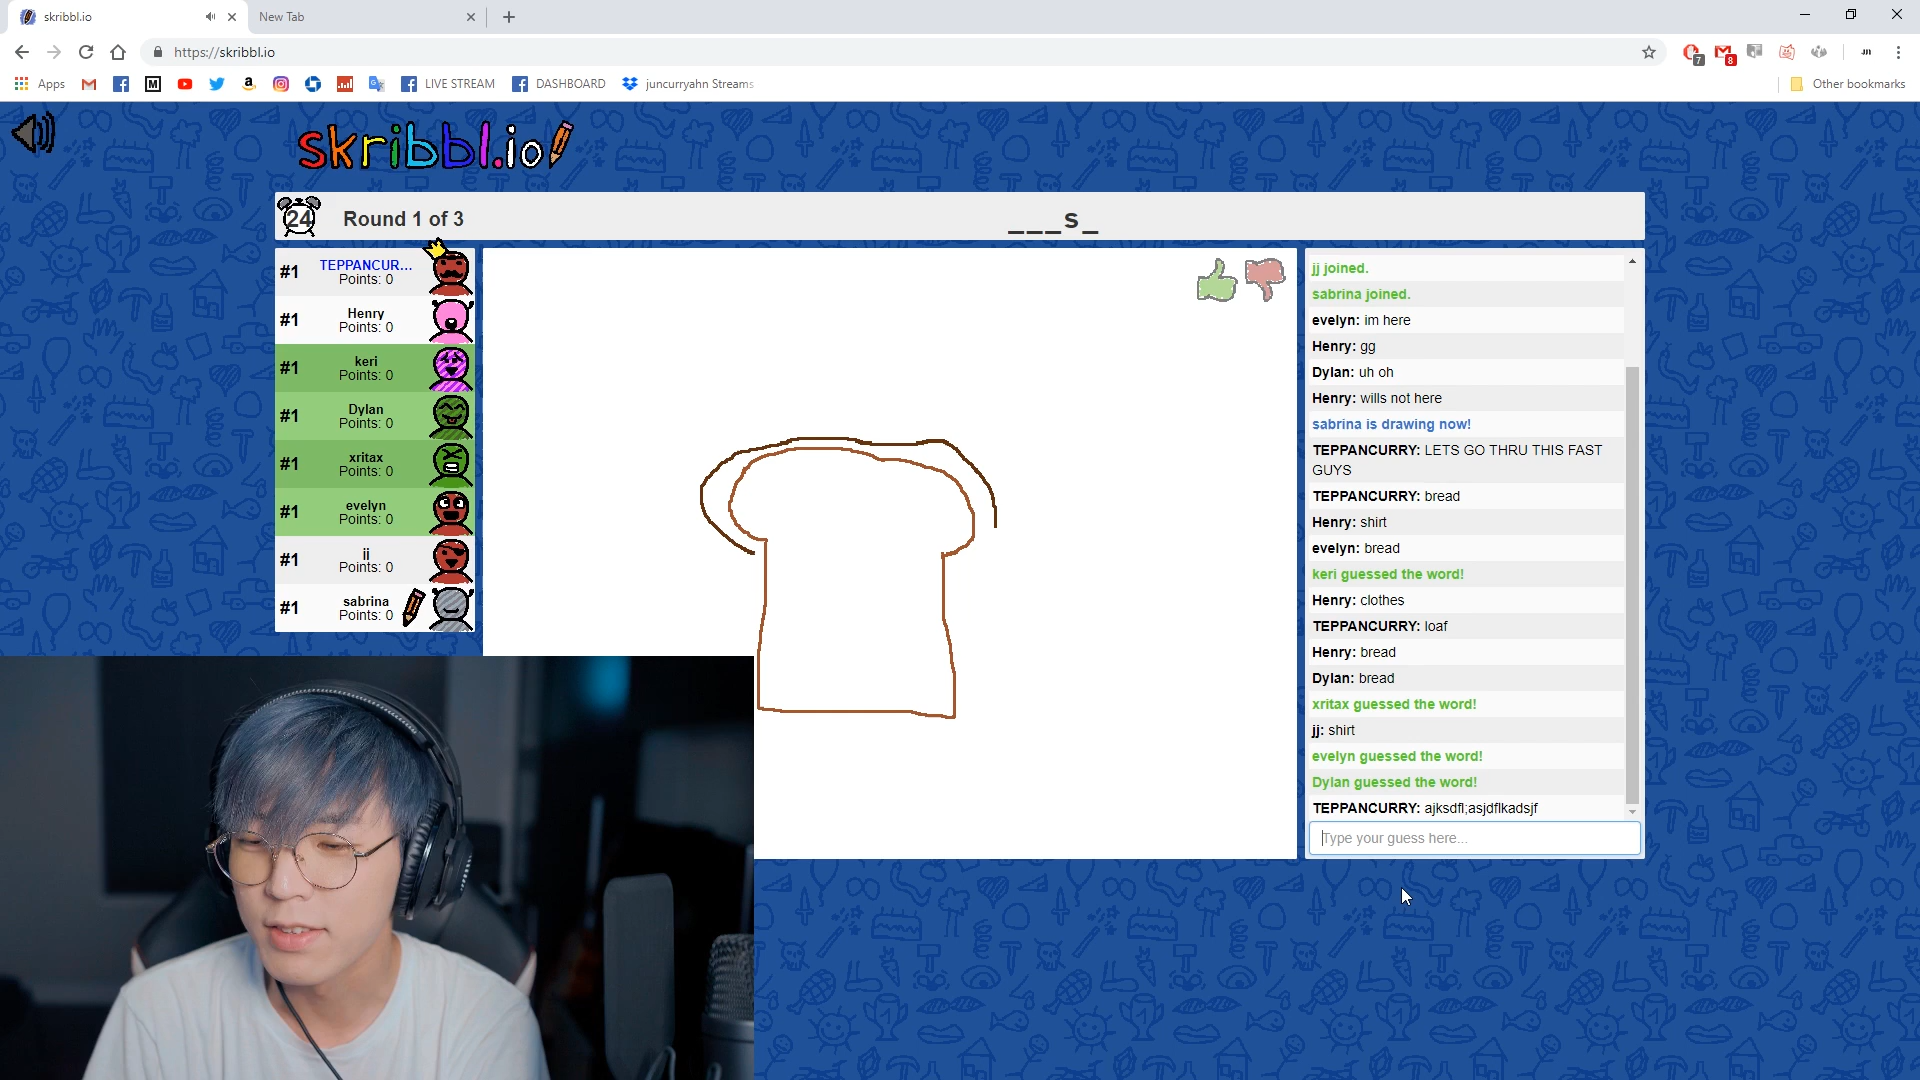 skribbl.io
New Tab
https://skribbl.io
7
8
Apps
LIVE STREAM
DASHBOARD
juncurryahn Streams
Other bookmarks
skribbl.io
24
Round 1 of 3
___s_
#1
TEPPANCUR...
Points: 0
#1
Henry
Points: 0
#1
keri
Points: 0
#1
Dylan
Points: 0
#1
xritax
Points: 0
#1
evelyn
Points: 0
#1
jj
Points: 0
#1
sabrina
Points: 0
jj joined.
sabrina joined.
evelyn: im here
Henry: gg
Dylan: uh oh
Henry: wills not here
sabrina is drawing now!
TEPPANCURRY: LETS GO THRU THIS FAST
GUYS
TEPPANCURRY: bread
Henry: shirt
evelyn: bread
keri guessed the word!
Henry: clothes
TEPPANCURRY: loaf
Henry: bread
Dylan: bread
xritax guessed the word!
jj: shirt
evelyn guessed the word!
Dylan guessed the word!
TEPPANCURRY: ajksdfl;asjdflkadsjf
Type your guess here...